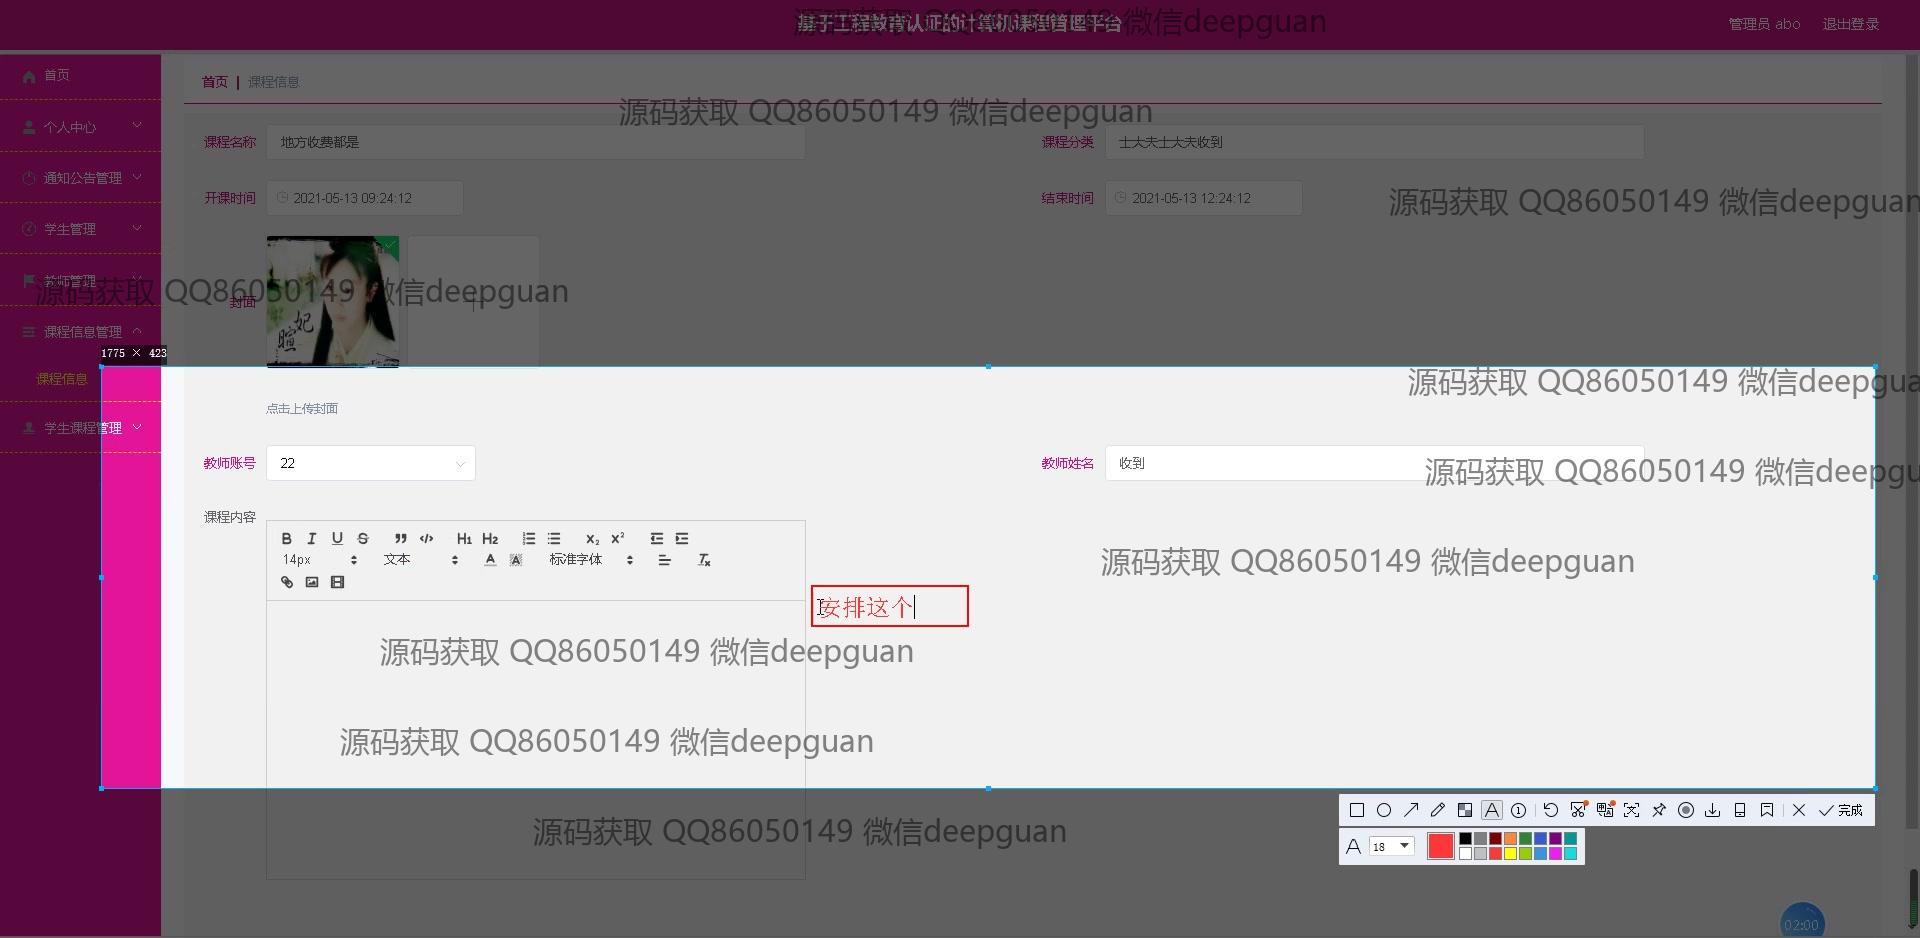 基于工程教育认证的计算机课程管理平台
管理员 abo
退出登录
源码获取 QQ86050149 微信deepguan
首页
个人中心
通知公告管理
学生管理
教师管理
课程信息管理
课程信息
学生课程管理
首页 | 课程信息
源码获取 QQ86050149 微信deepguan
课程名称 地方收费都是
课程分类 士大夫士大夫收到
开课时间 2021-05-13 09:24:12
结束时间 2021-05-13 12:24:12
源码获取 QQ86050149 微信deepguan
源码获取 QQ86050149 微信deepguan
封面
1775 × 423
源码获取 QQ86050149 微信deepgua
点击上传封面
教师账号 22
教师姓名 收到
源码获取 QQ86050149 微信deepgu
课程内容
B I U S H1 H2 x₂ x²
14px 文本 A A 标准字体 Tx
源码获取 QQ86050149 微信deepguan
安排这个
源码获取 QQ86050149 微信deepguan
源码获取 QQ86050149 微信deepguan
源码获取 QQ86050149 微信deepguan
A 完成
A 18
02:00